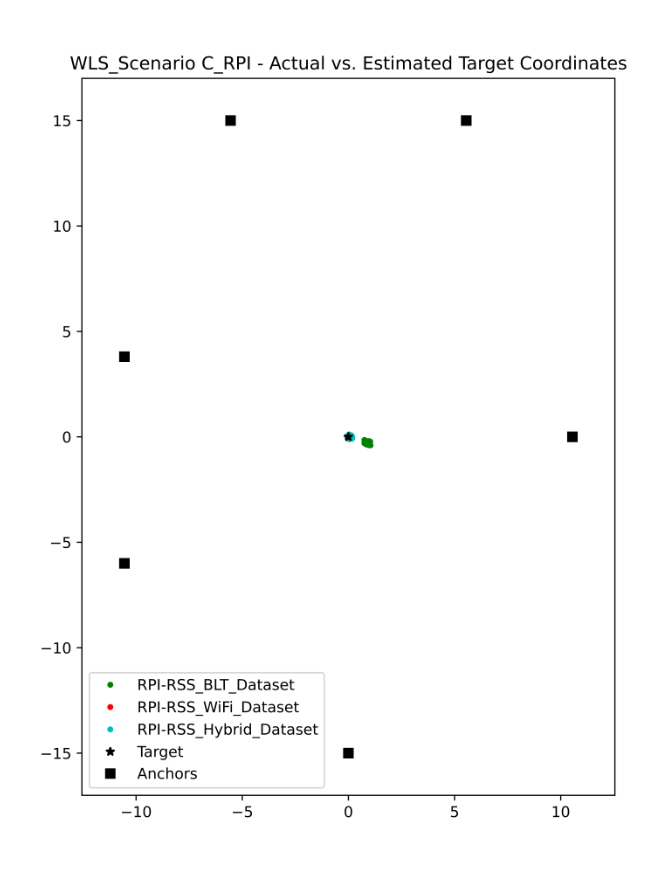 WLS_Scenario C_RPI - Actual vs. Estimated Target Coordinates
15
10
5
0
−5
−10
−15
RPI-RSS_BLT_Dataset
RPI-RSS_WiFi_Dataset
RPI-RSS_Hybrid_Dataset
Target
Anchors
−10
−5
0
5
10